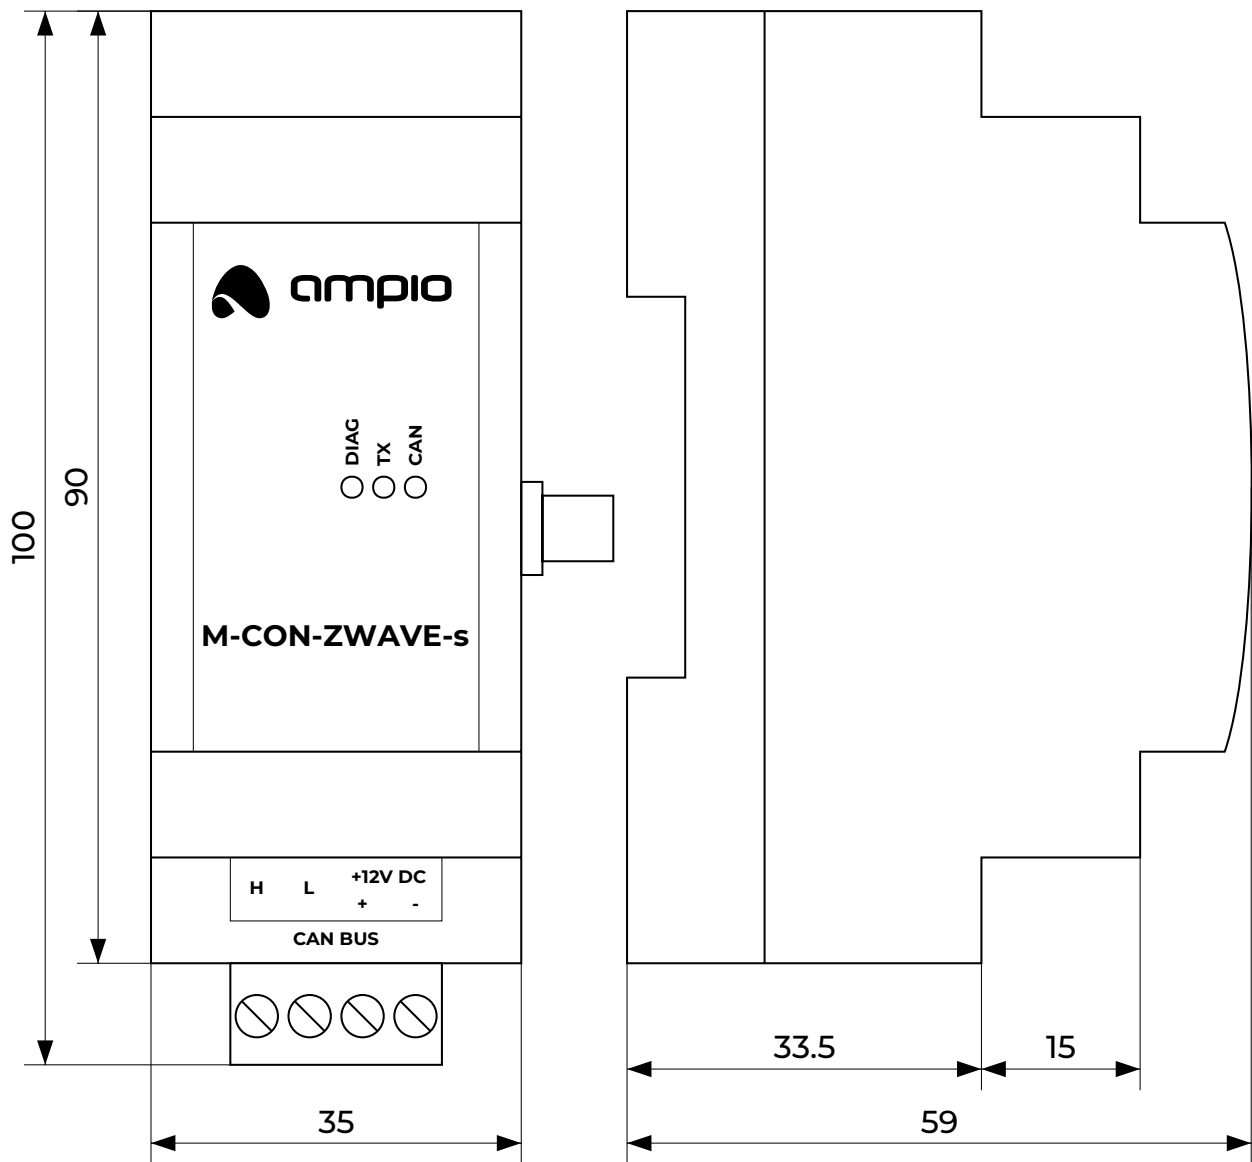 ampio
DIAG
TX
CAN
90
100
M-CON-ZWAVE-s
H L +12V DC
+ -
CAN BUS
33.5
15
35
59